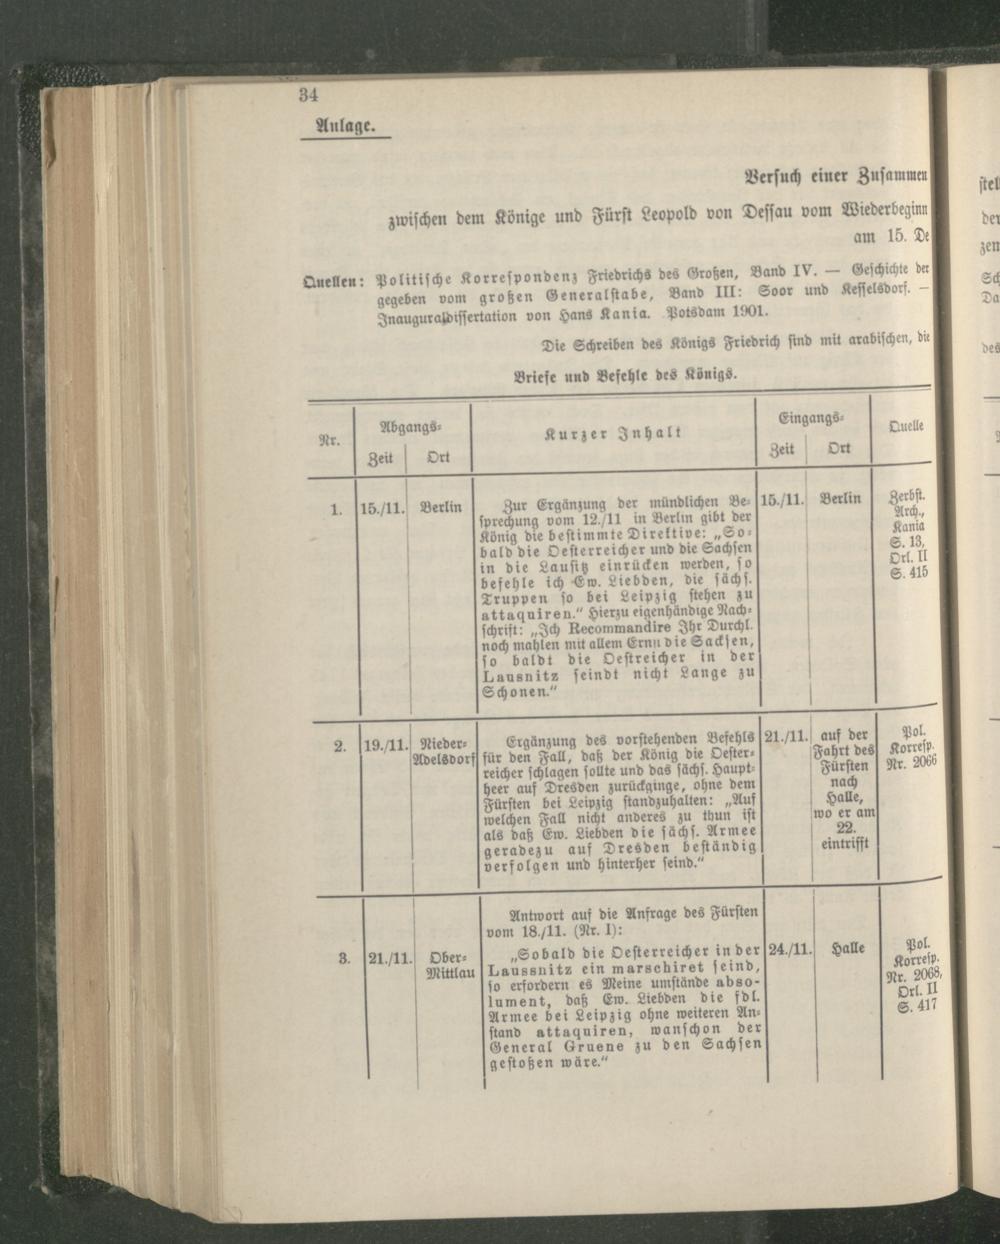 34
Anlage.
Versuch einer Zusammen
zwischen dem Könige und Fürst Leopold von Dessau vom Wiederbeginn
am 15. De
Quellen: Politische Korrespondenz Friedrichs des Großen, Band IV. — Geschichte der
gegeben vom großen Generalstabe, Band III: Soor und Kesselsdorf. —
Inauguraldissertation von Hans Kania. Potsdam 1901.
Die Schreiben des Königs Friedrich sind mit arabischen, die
Briefe und Befehle des Königs.
Nr.
Abgangs-
Zeit
Ort
Kurzer Inhalt
Eingangs-
Zeit
Ort
Quelle
1.
15./11.
Berlin
Zur Ergänzung der mündlichen Be-
sprechung vom 12./11 in Berlin gibt der
König die bestimmte Direktive: „So-
bald die Oesterreicher und die Sachsen
in die Lausitz einrücken werden, so
befehle ich Ew. Liebden, die sächs.
Truppen so bei Leipzig stehen zu
attaquiren.“ Hierzu eigenhändige Nach-
schrift: „Ich Recommandire Ihr Durchl.
noch mahlen mit allem Ernn die Sacksen,
so baldt die Oestreicher in der
Lausnitz seindt nicht Lange zu
Schonen.“
15./11.
Berlin
Zerbst.
Arch.,
Kania
S. 13,
Orl. II
S. 415
2.
19./11.
Nieder-
Adelsdorf
Ergänzung des vorstehenden Befehls
für den Fall, daß der König die Oester-
reicher schlagen sollte und das sächs. Haupt-
heer auf Dresden zurückginge, ohne dem
Fürsten bei Leipzig standzuhalten: „Auf
welchen Fall nicht anderes zu thun ist
als daß Ew. Liebden die sächs. Armee
geradezu auf Dresden beständig
verfolgen und hinterher seind.“
21./11.
auf der
Fahrt des
Fürsten
nach
Halle,
wo er am
22.
eintrifft
Pol.
Korresp.
Nr. 2066
3.
21./11.
Ober-
Mittlau
Antwort auf die Anfrage des Fürsten
vom 18./11. (Nr. I):
„Sobald die Oesterreicher in der
Laussnitz ein marschiret seind,
so erfordern es Meine umstände abso-
lument, daß Ew. Liebden die sdl.
Armee bei Leipzig ohne weiteren An-
stand attaquiren, wanschon der
General Gruene zu den Sachsen
gestoßen wäre.“
24./11.
Halle
Pol.
Korresp.
Nr. 2068,
Orl. II
S. 417
stel
der
zem
Sch
Da
des